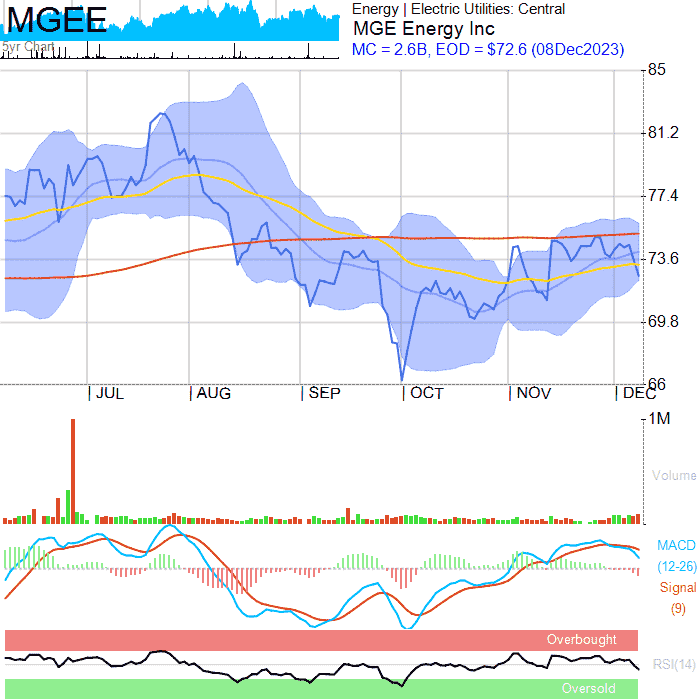 MGEE
5yr Chart
Energy | Electric Utilities: Central
MGE Energy Inc
MC = 2.6B, EOD = $72.6 (08Dec2023)
85
81.2
77.4
73.6
69.8
66
JUL
AUG
SEP
OCT
NOV
DEC
1M
Volume
MACD
(12-26)
Signal
(9)
Overbought
RSI(14)
Oversold